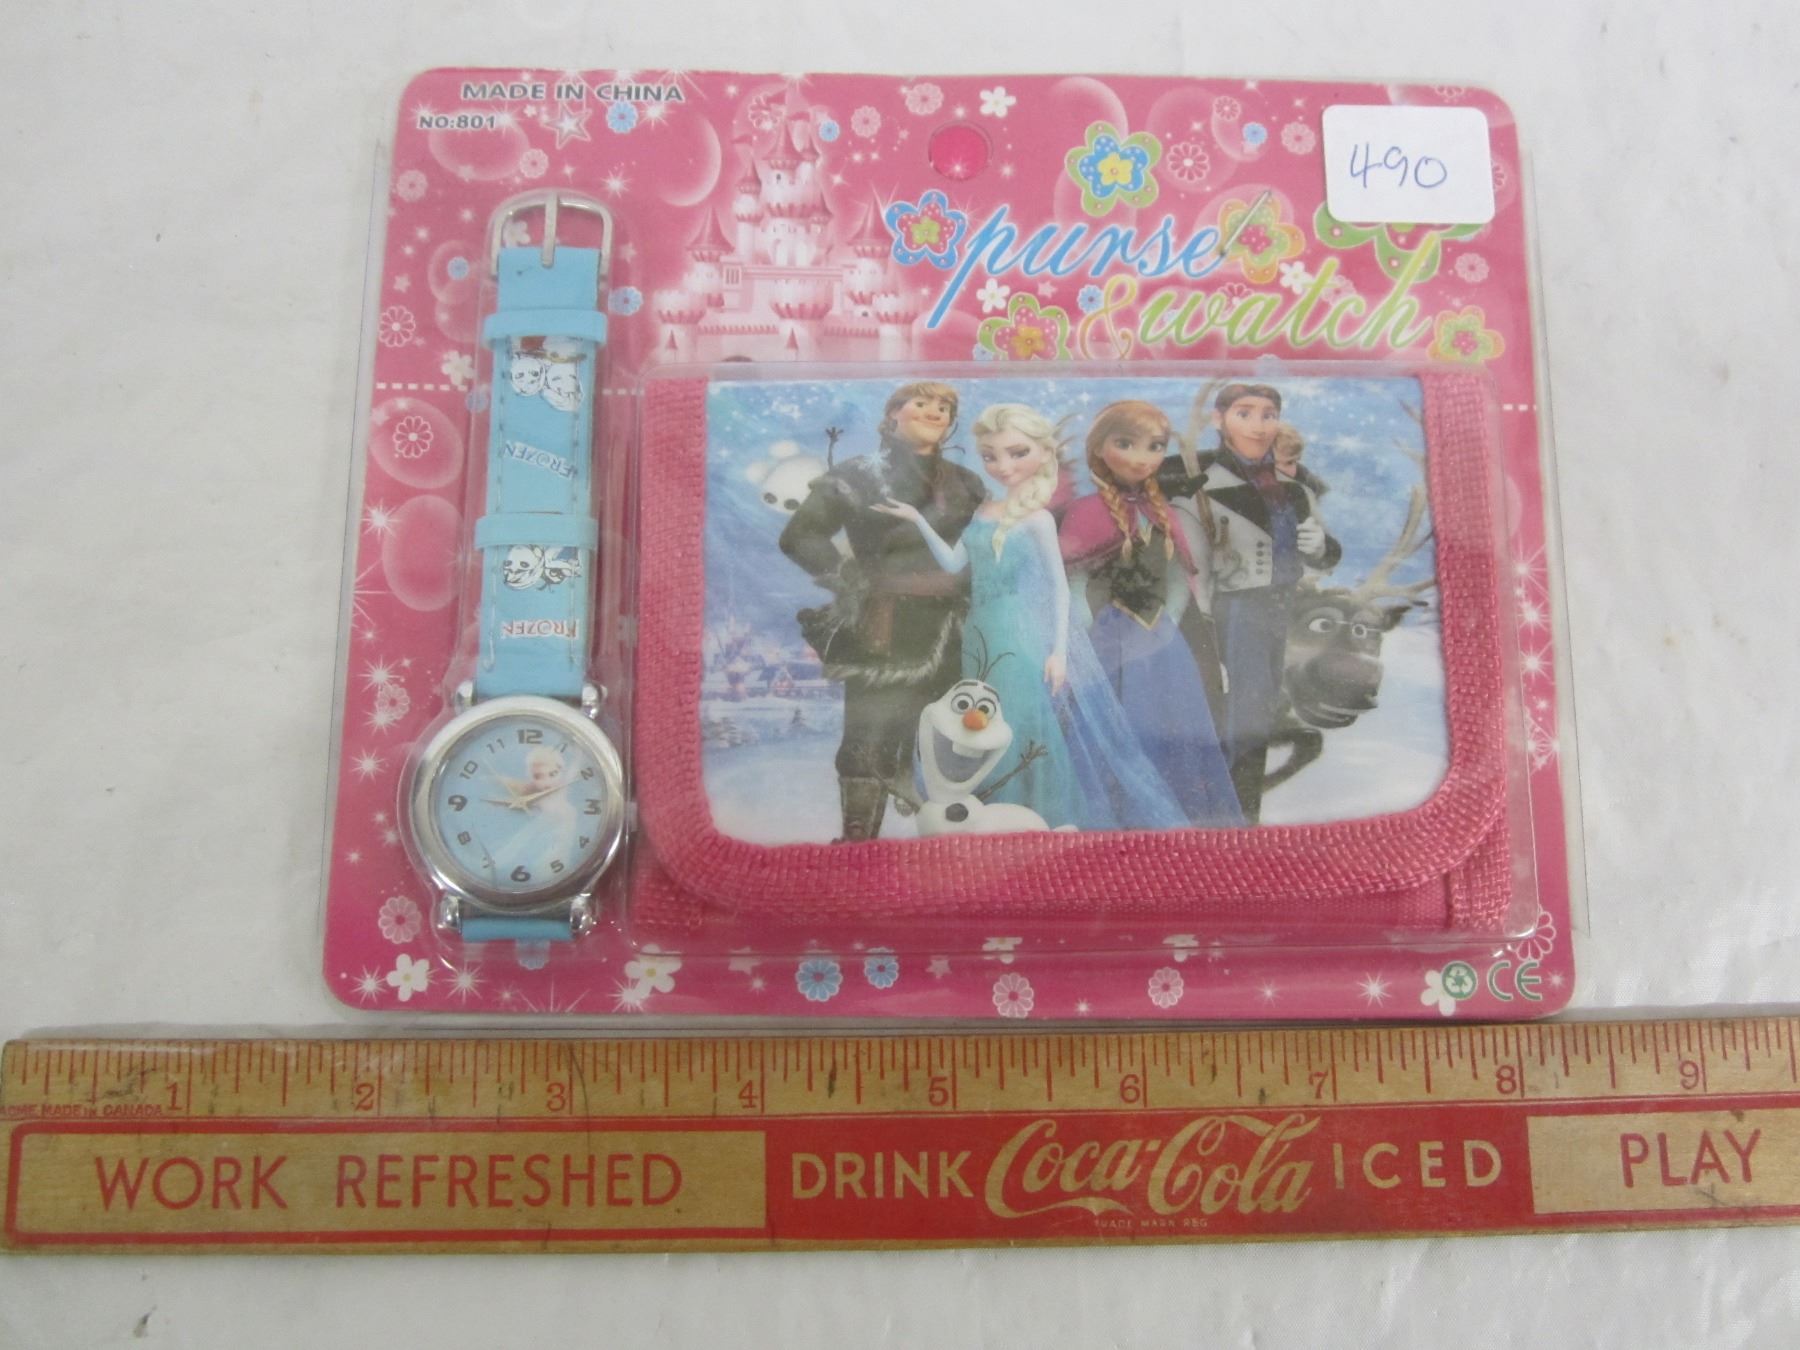 MADE IN CHINA
NO:801
490
purse
& watch
FROZEN
FROZEN
12
1
2
3
4
5
6
7
8
9
10
11
CE
1 2 3 4 5 6 7 8 9
ACME MADE IN CANADA
WORK REFRESHED DRINK Coca-Cola ICED PLAY
TRADE MARK REG